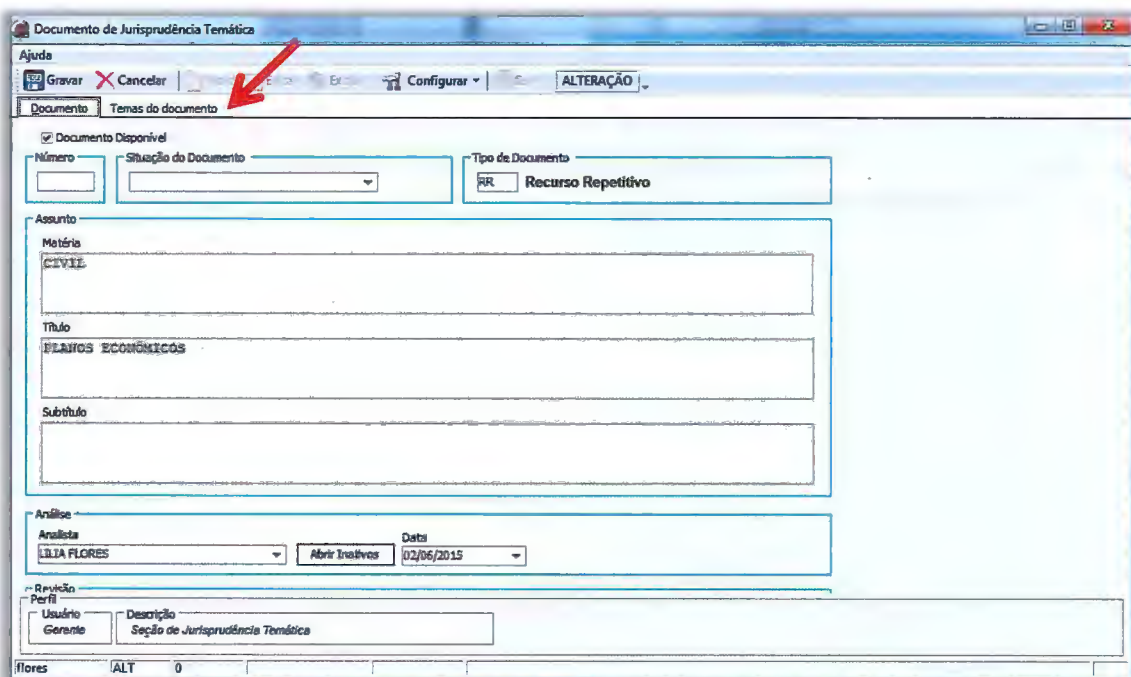 Documento de Jurisprudência Temática
Ajuda
Gravar Cancelar Configurar ALTERAÇÃO
Documento Temas do documento
Documento Disponível
Número Situação do Documento Tipo de Documento
RR Recurso Repetitivo
Assunto
Matéria
CIVIL
Título
PLANOS ECONÔMICOS
Subtítulo
Análise
Analista Data
LILIA FLORES Abrir Inativos 02/06/2015
Revisão
Perfil
Usuário Descrição
Gerente Seção de Jurisprudência Temática
flores ALT 0